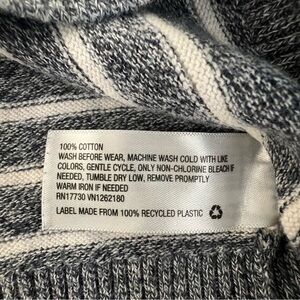 100% COTTON
WASH BEFORE WEAR, MACHINE WASH COLD WITH LIKE
COLORS, GENTLE CYCLE, ONLY NON-CHLORINE BLEACH IF
NEEDED, TUMBLE DRY LOW, REMOVE PROMPTLY
WARM IRON IF NEEDED
RN17730 VN1262180
LABEL MADE FROM 100% RECYCLED PLASTIC